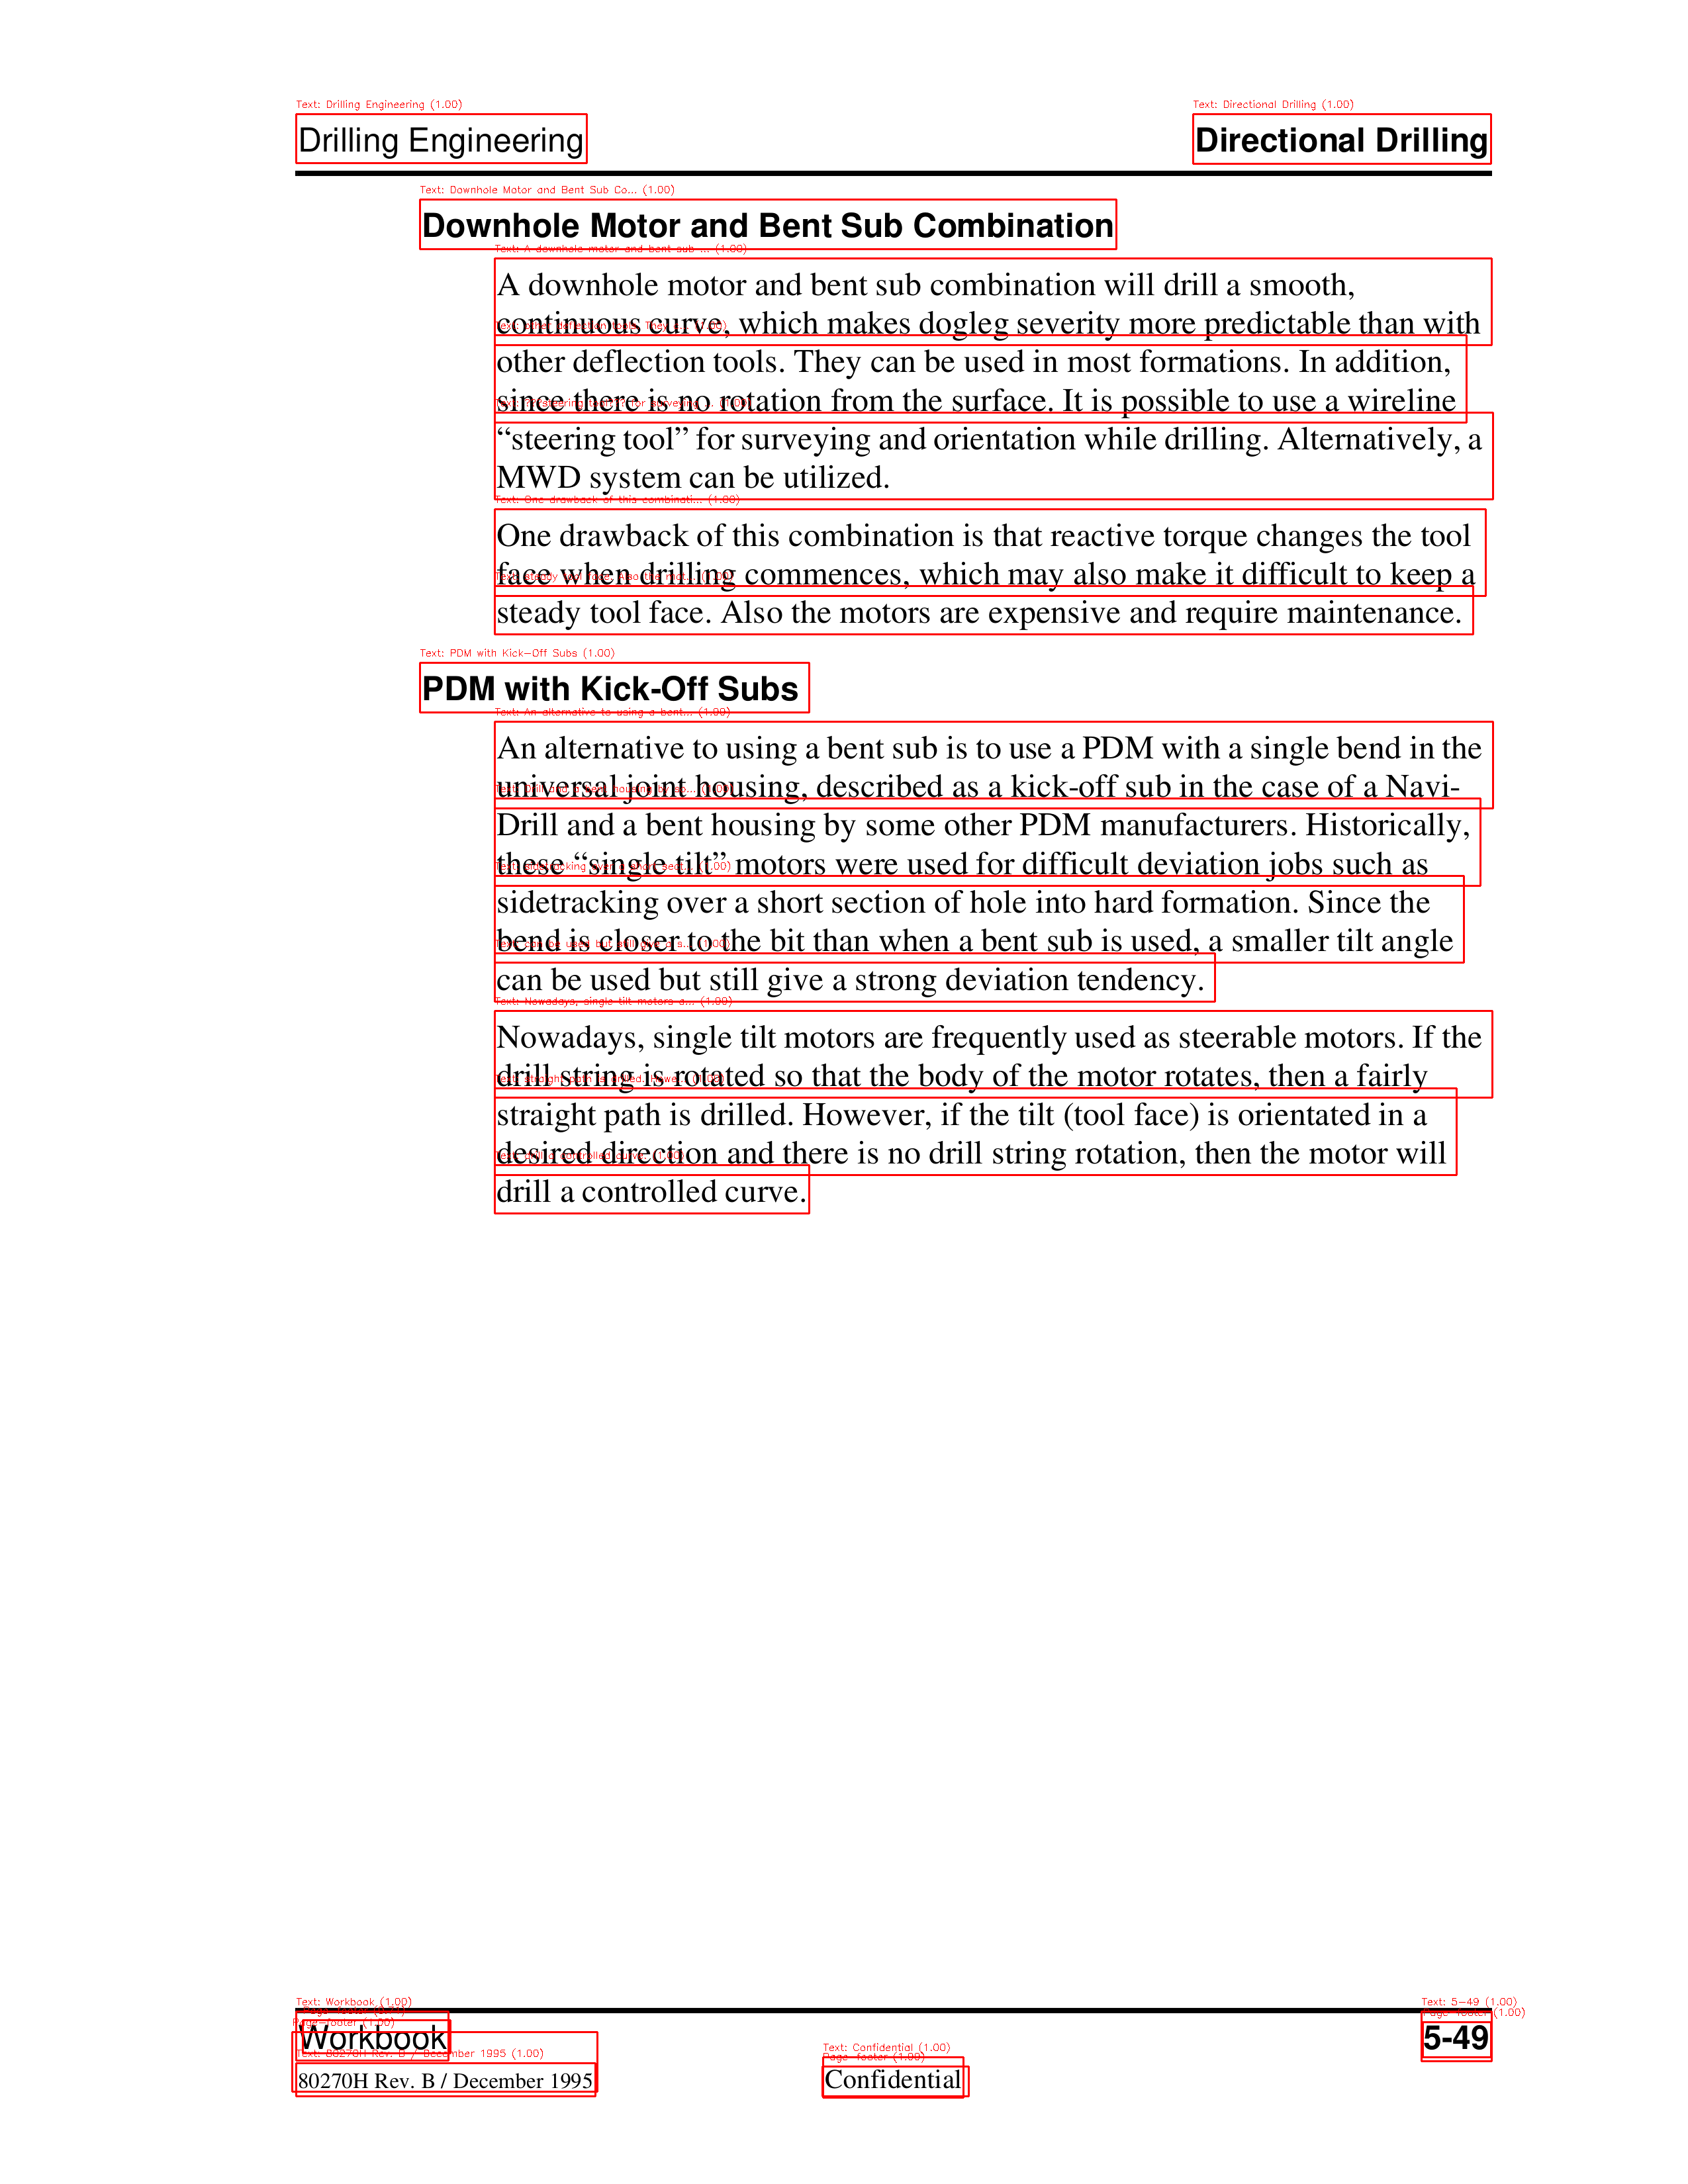 Drilling Engineering
Directional Drilling
Downhole Motor and Bent Sub Combination
A downhole motor and bent sub combination will drill a smooth,
continuous curve, which makes dogleg severity more predictable than with
other deflection tools. They can be used in most formations. In addition,
since there is no rotation from the surface. It is possible to use a wireline
“steering tool” for surveying and orientation while drilling. Alternatively, a
MWD system can be utilized.
One drawback of this combination is that reactive torque changes the tool
face when drilling commences, which may also make it difficult to keep a
steady tool face. Also the motors are expensive and require maintenance.
PDM with Kick-Off Subs
An alternative to using a bent sub is to use a PDM with a single bend in the
universal joint housing, described as a kick-off sub in the case of a Navi-
Drill and a bent housing by some other PDM manufacturers. Historically,
these “single tilt” motors were used for difficult deviation jobs such as
sidetracking over a short section of hole into hard formation. Since the
bend is closer to the bit than when a bent sub is used, a smaller tilt angle
can be used but still give a strong deviation tendency.
Nowadays, single tilt motors are frequently used as steerable motors. If the
drill string is rotated so that the body of the motor rotates, then a fairly
straight path is drilled. However, if the tilt (tool face) is orientated in a
desired direction and there is no drill string rotation, then the motor will
drill a controlled curve.
Workbook
5-49
80270H Rev. B / December 1995
Confidential